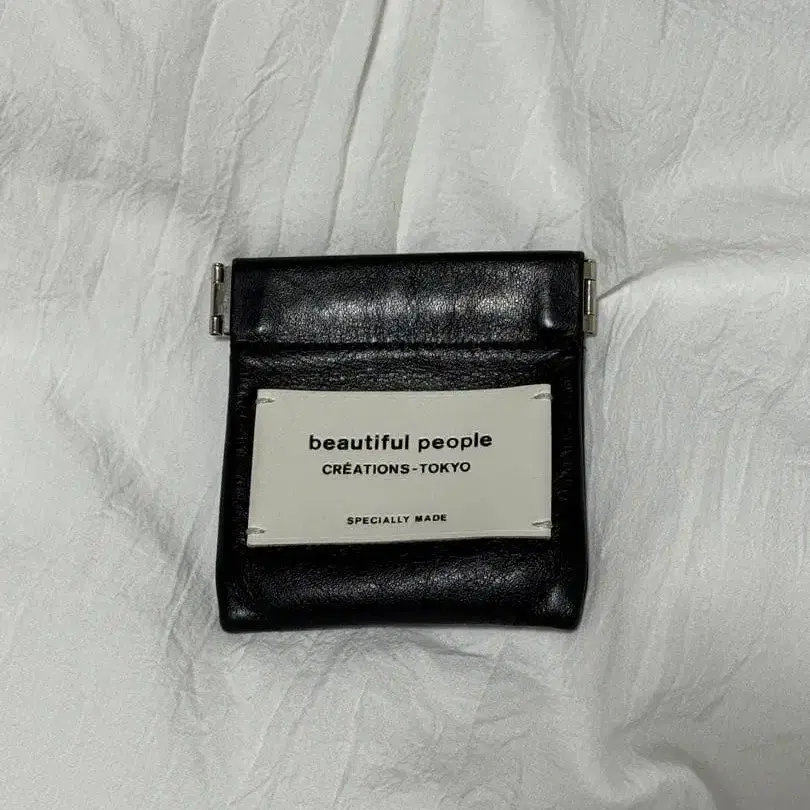 beautiful people
CRÉATIONS-TOKYO
SPECIALLY MADE